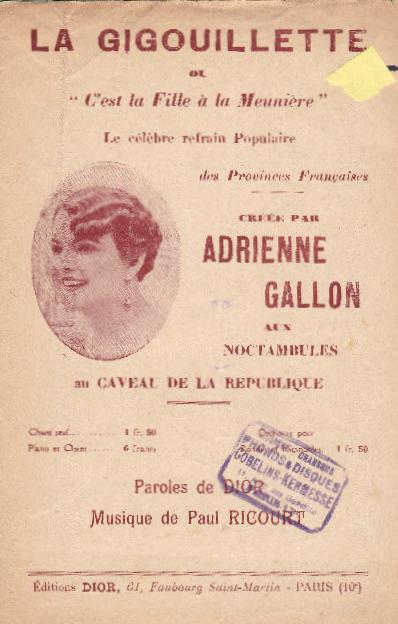 LA GIGOUILLETTE
ou
" C'est la Fille à la Meunière "
Le célèbre refrain Populaire
des Provinces Françaises
CRÉÉE PAR
ADRIENNE
GALLON
AUX
NOCTAMBULES
au CAVEAU DE LA REPUBLIQUE
Chant seul 1 fr. 50
Piano et Chant 6 francs
pour
1 fr. 50
CHANSONS
PHONOS & DISQUES
GOBELINS-KERMESSE
Paroles de DIOR
Musique de Paul RICOURT
Éditions DIOR, 61, Faubourg Saint-Martin - PARIS (10e)